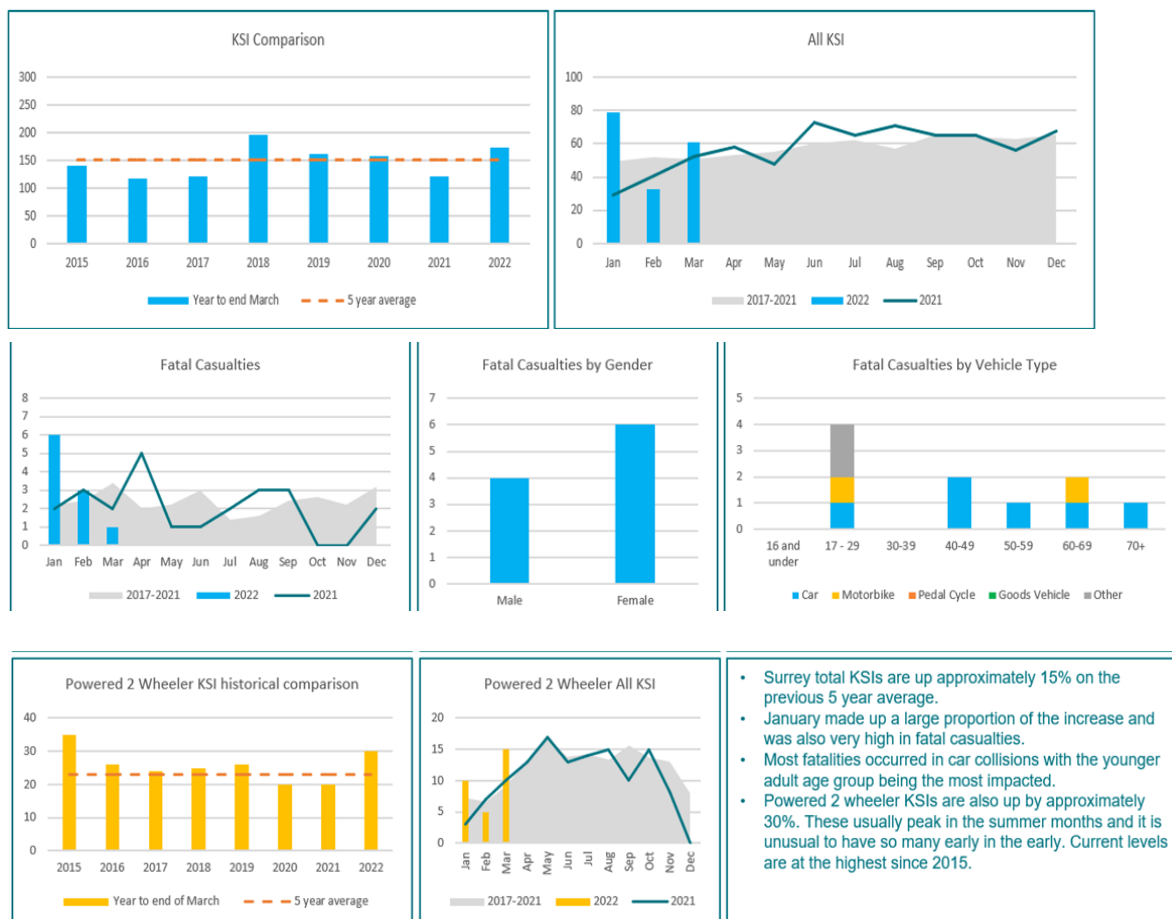 KSI Comparison
300
250
200
150
100
50
0
2015 2016 2017 2018 2019 2020 2021 2022
Year to end March 5 year average
All KSI
100
80
60
40
20
0
Jan Feb Mar Apr May Jun Jul Aug Sep Oct Nov Dec
2017-2021 2022 2021
Fatal Casualties
8
7
6
5
4
3
2
1
0
Jan Feb Mar Apr May Jun Jul Aug Sep Oct Nov Dec
2017-2021 2022 2021
Fatal Casualties by Gender
7
6
5
4
3
2
1
0
Male Female
Fatal Casualties by Vehicle Type
5
4
3
2
1
0
16 and under 17 - 29 30-39 40-49 50-59 60-69 70+
Car Motorbike Pedal Cycle Goods Vehicle Other
Powered 2 Wheeler KSI historical comparison
40
30
20
10
0
2015 2016 2017 2018 2019 2020 2021 2022
Year to end of March 5 year average
Powered 2 Wheeler All KSI
20
15
10
5
0
Jan Feb Mar Apr May Jun Jul Aug Sep Oct Nov Dec
2017-2021 2022 2021
• Surrey total KSIs are up approximately 15% on the
previous 5 year average.
• January made up a large proportion of the increase and
was also very high in fatal casualties.
• Most fatalities occurred in car collisions with the younger
adult age group being the most impacted.
• Powered 2 wheeler KSIs are also up by approximately
30%. These usually peak in the summer months and it is
unusual to have so many early in the early. Current levels
are at the highest since 2015.